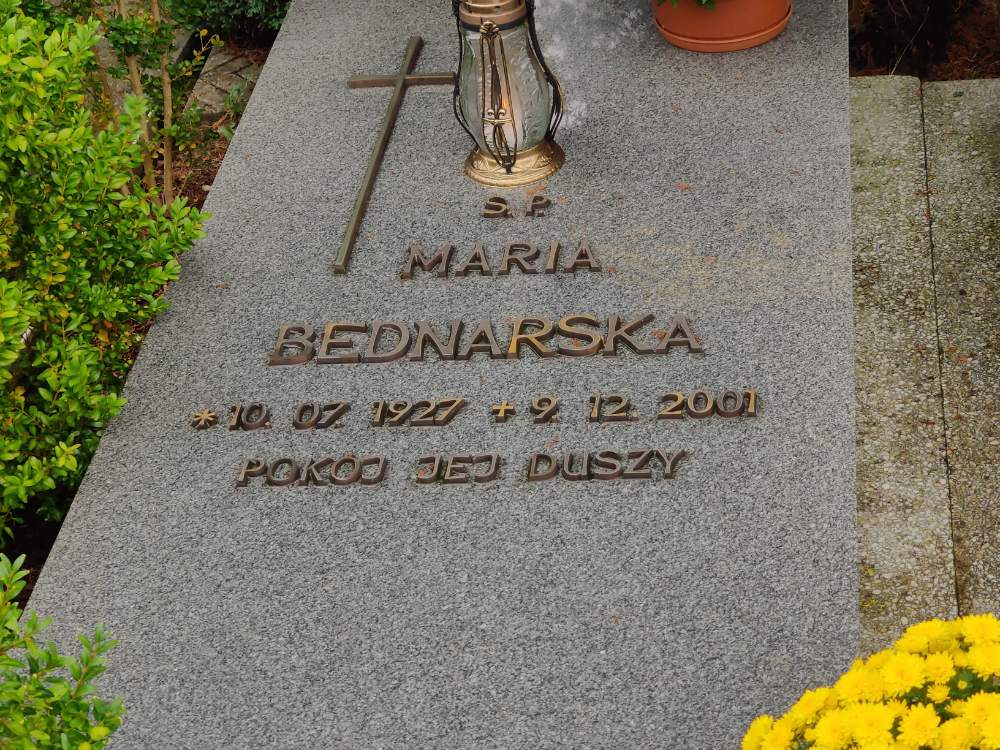 S. P.
MARIA
BEDNARSKA
* 10. 07. 1927 + 9. 12. 2001
POKÓJ JEJ DUSZY